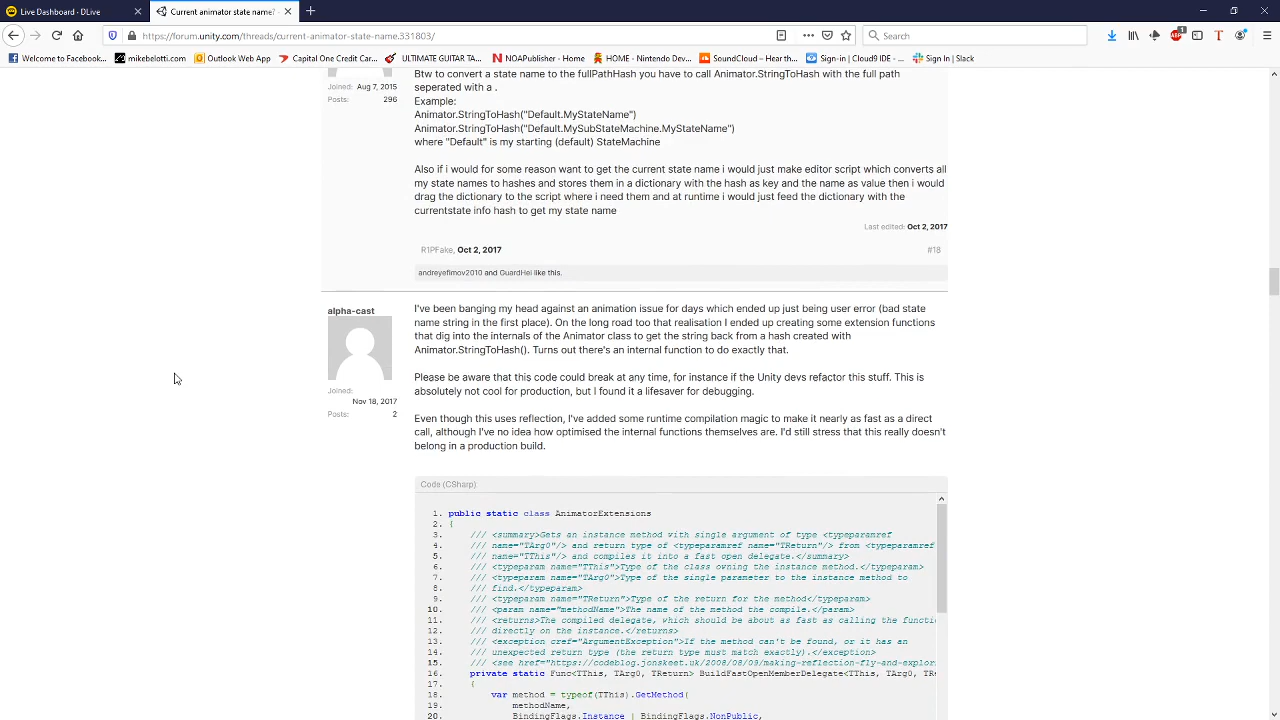 Live Dashboard - DLive
Current animator state name?
https://forum.unity.com/threads/current-animator-state-name.331803/
Search
1
Welcome to Facebook...
mikebelotti.com
Outlook Web App
Capital One Credit Car...
ULTIMATE GUITAR TA...
NOAPublisher - Home
HOME - Nintendo Dev...
SoundCloud – Hear th...
Sign-in | Cloud9 IDE - ...
Sign In | Slack
Btw to convert a state name to the fullPathHash you have to call Animator.StringToHash with the full path
seperated with a .
Joined: Aug 7, 2015
Posts: 296
Example:
Animator.StringToHash("Default.MyStateName")
Animator.StringToHash("Default.MySubStateMachine.MyStateName")
where "Default" is my starting (default) StateMachine
Also if i would for some reason want to get the current state name i would just make editor script which converts all
my state names to hashes and stores them in a dictionary with the hash as key and the name as value then i would
drag the dictionary to the script where i need them and at runtime i would just feed the dictionary with the
currentstate info hash to get my state name
Last edited: Oct 2, 2017
R1PFake, Oct 2, 2017
#18
andreyefimov2010 and GuardHei like this.
alpha-cast
Joined:
Nov 18, 2017
Posts: 2
I've been banging my head against an animation issue for days which ended up just being user error (bad state
name string in the first place). On the long road too that realisation I ended up creating some extension functions
that dig into the internals of the Animator class to get the string back from a hash created with
Animator.StringToHash(). Turns out there's an internal function to do exactly that.
Please be aware that this code could break at any time, for instance if the Unity devs refactor this stuff. This is
absolutely not cool for production, but I found it a lifesaver for debugging.
Even though this uses reflection, I've added some runtime compilation magic to make it nearly as fast as a direct
call, although I've no idea how optimised the internal functions themselves are. I'd still stress that this really doesn't
belong in a production build.
Code (CSharp):
1. public static class AnimatorExtensions
2. {
3. /// <summary>Gets an instance method with single argument of type <typeparamref
4. /// name="TArg0"/> and return type of <typeparamref name="TReturn"/> from <typeparamref
5. /// name="TThis"/> and compiles it into a fast open delegate.</summary>
6. /// <typeparam name="TThis">Type of the class owning the instance method.</typeparam>
7. /// <typeparam name="TArg0">Type of the single parameter to the instance method to
8. /// find.</typeparam>
9. /// <typeparam name="TReturn">Type of the return for the method</typeparam>
10. /// <param name="methodName">The name of the method the compile.</param>
11. /// <returns>The compiled delegate, which should be about as fast as calling the functi
12. /// directly on the instance.</returns>
13. /// <exception cref="ArgumentException">If the method can't be found, or it has an
14. /// unexpected return type (the return type must match exactly).</exception>
15. /// <see href="https://codeblog.jonskeet.uk/2008/08/09/making-reflection-fly-and-explor
16. private static Func<TThis, TArg0, TReturn> BuildFastOpenMemberDelegate<TThis, TArg0, TRe
17. {
18. var method = typeof(TThis).GetMethod(
19. methodName,
20. BindingFlags.Instance | BindingFlags.NonPublic,